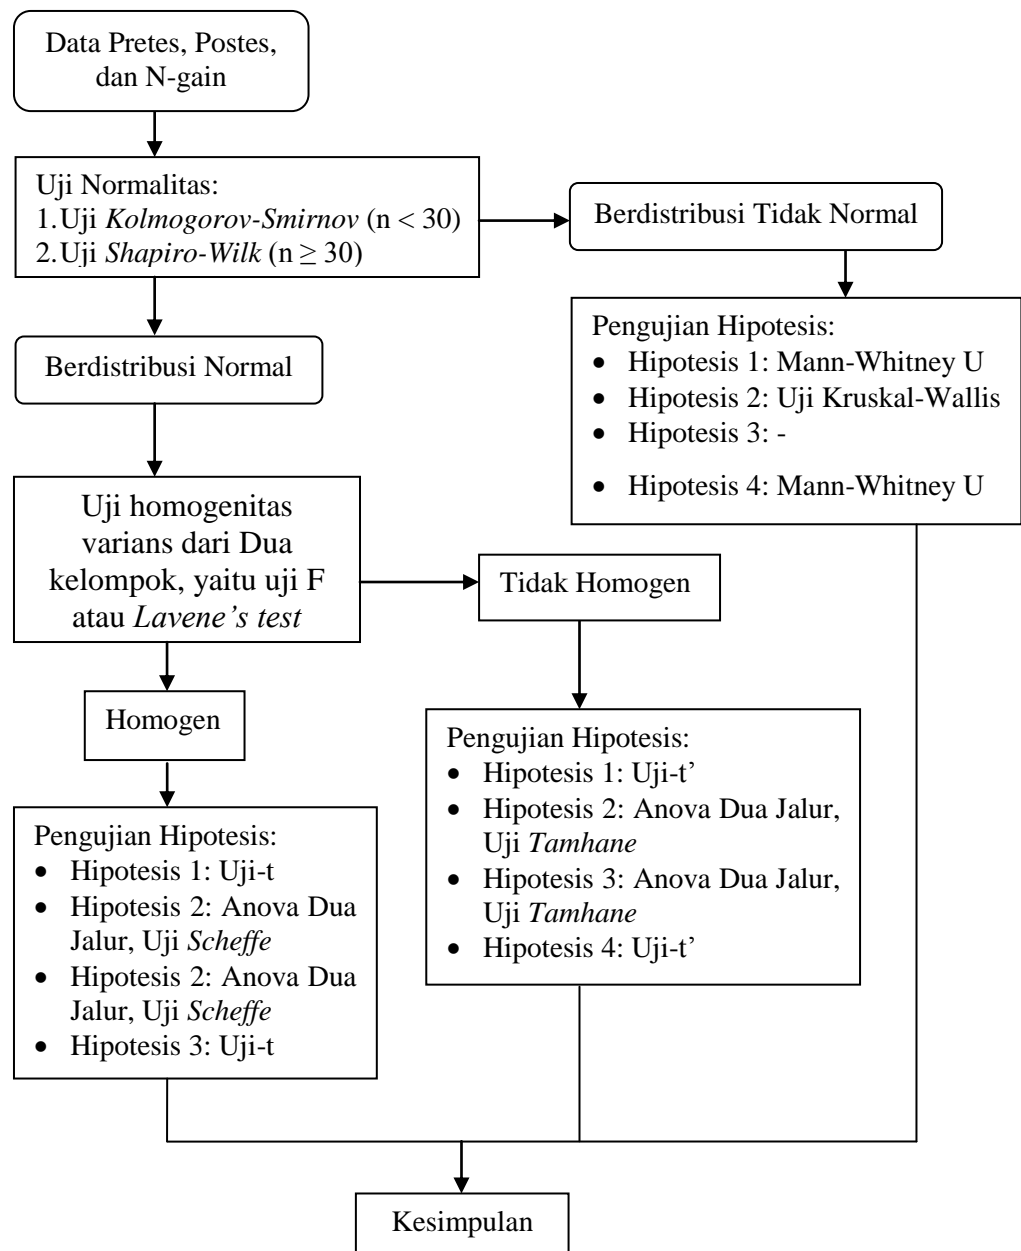 Data Pretes, Postes,
dan N-gain
Uji Normalitas:
1.Uji Kolmogorov-Smirnov (n < 30)
2.Uji Shapiro-Wilk (n ≥ 30)
Berdistribusi Tidak Normal
Pengujian Hipotesis:
• Hipotesis 1: Mann-Whitney U
• Hipotesis 2: Uji Kruskal-Wallis
• Hipotesis 3: -
• Hipotesis 4: Mann-Whitney U
Berdistribusi Normal
Uji homogenitas
varians dari Dua
kelompok, yaitu uji F
atau Lavene’s test
Tidak Homogen
Homogen
Pengujian Hipotesis:
• Hipotesis 1: Uji-t’
• Hipotesis 2: Anova Dua Jalur,
Uji Tamhane
• Hipotesis 3: Anova Dua Jalur,
Uji Tamhane
• Hipotesis 4: Uji-t’
Pengujian Hipotesis:
• Hipotesis 1: Uji-t
• Hipotesis 2: Anova Dua
Jalur, Uji Scheffe
• Hipotesis 2: Anova Dua
Jalur, Uji Scheffe
• Hipotesis 3: Uji-t
Kesimpulan